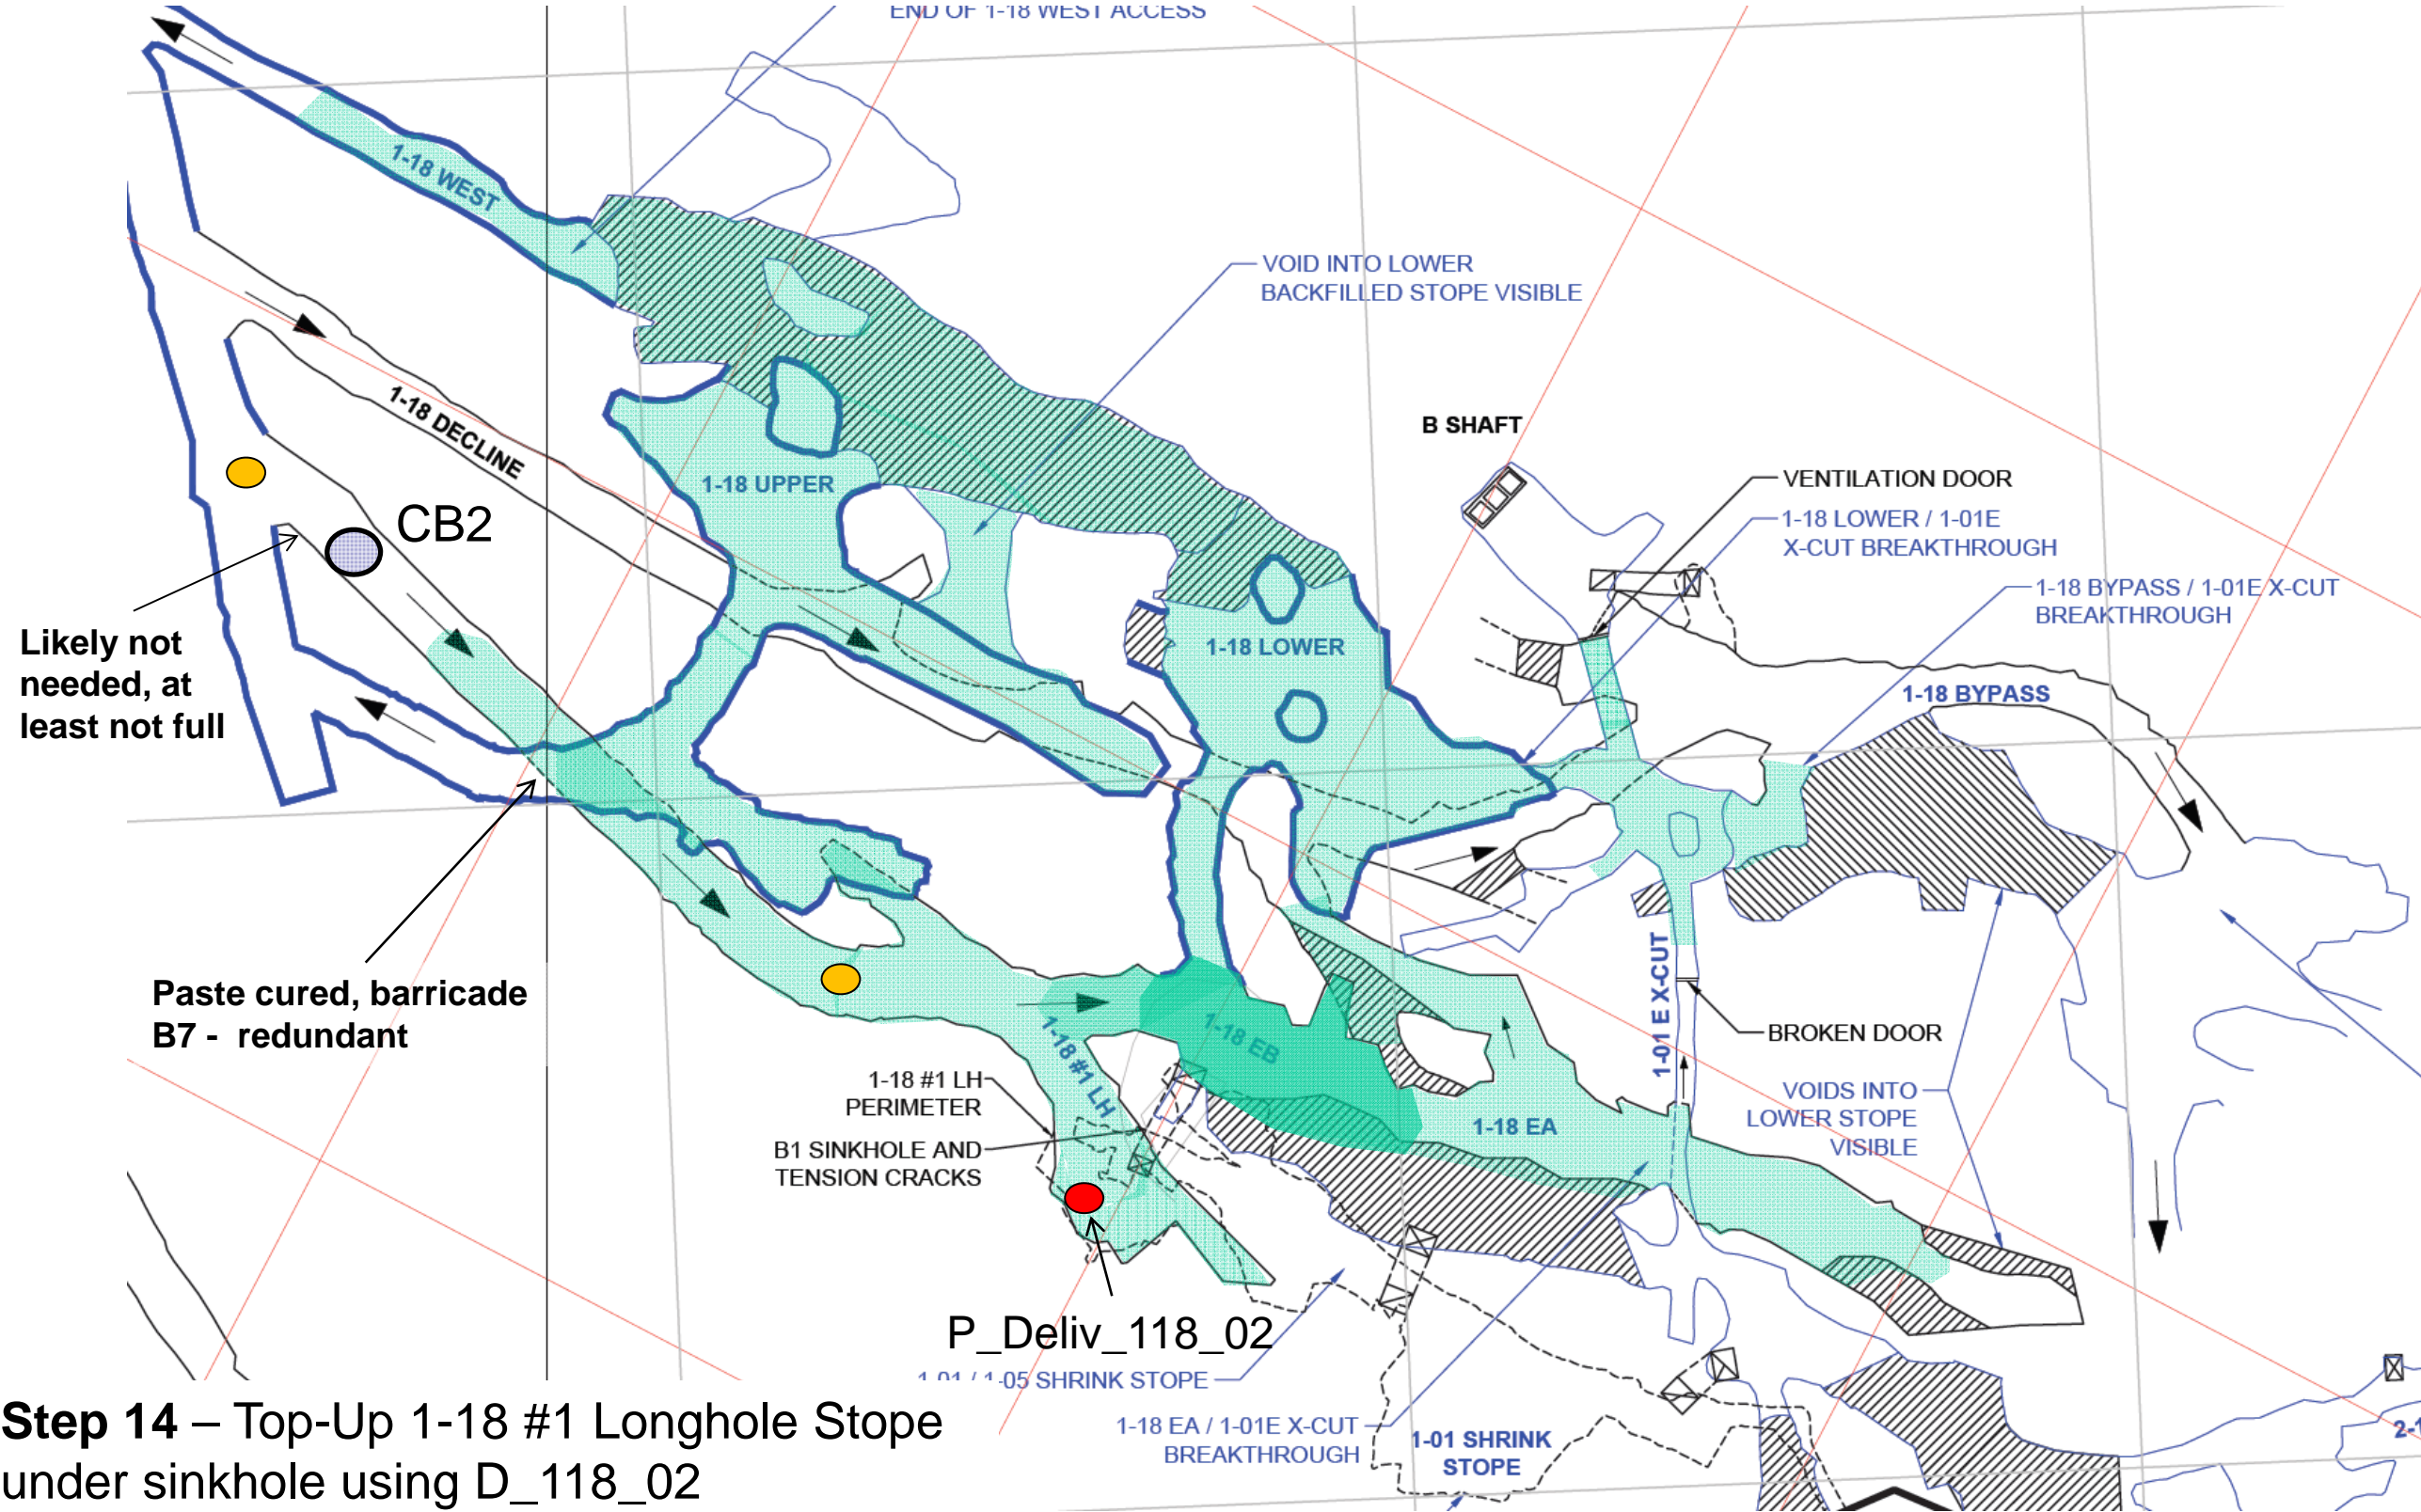 END OF 1-18 WEST ACCESS
1-18 WEST
VOID INTO LOWER
BACKFILLED STOPE VISIBLE
1-18 DECLINE
1-18 UPPER
B SHAFT
VENTILATION DOOR
1-18 LOWER / 1-01E
X-CUT BREAKTHROUGH
1-18 BYPASS / 1-01E X-CUT
BREAKTHROUGH
CB2
Likely not
needed, at
least not full
1-18 LOWER
1-18 BYPASS
Paste cured, barricade
B7 - redundant
1-18 EB
1-18 #1 LH
1-01 E X-CUT
BROKEN DOOR
1-18 #1 LH
PERIMETER
B1 SINKHOLE AND
TENSION CRACKS
1-18 EA
VOIDS INTO
LOWER STOPE
VISIBLE
P_Deliv_118_02
1-01 / 1-05 SHRINK STOPE
1-18 EA / 1-01E X-CUT
BREAKTHROUGH
1-01 SHRINK
STOPE
Step 14 – Top-Up 1-18 #1 Longhole Stope
under sinkhole using D_118_02